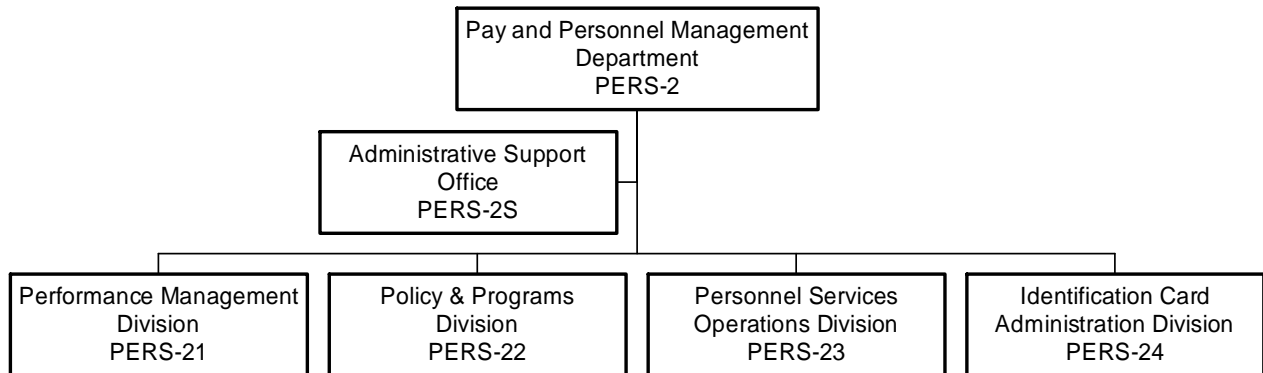 Pay and Personnel Management
Department
PERS-2
Administrative Support
Office
PERS-2S
Performance Management
Division
PERS-21
Policy & Programs
Division
PERS-22
Personnel Services
Operations Division
PERS-23
Identification Card
Administration Division
PERS-24